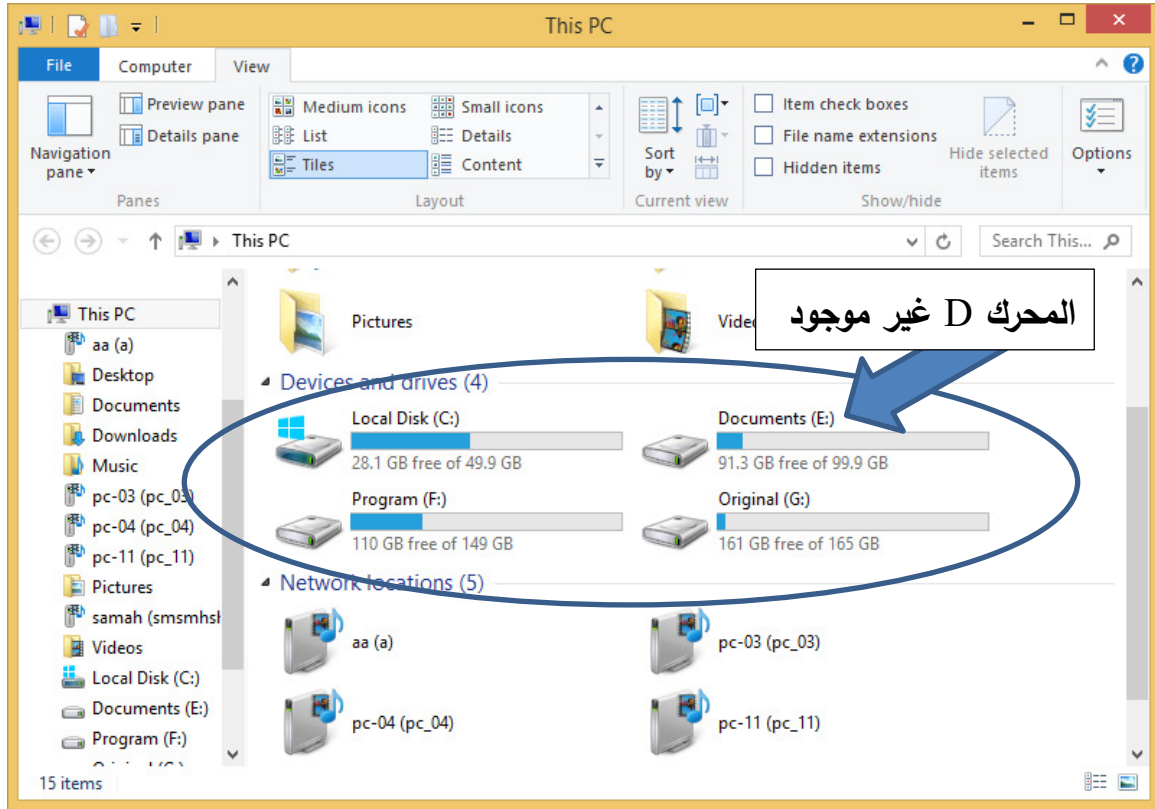 This PC
File Computer View
Preview pane
Details pane
Navigation
pane
Panes
Medium icons Small icons
List Details
Tiles Content
Layout
Sort
by
Current view
Item check boxes
File name extensions
Hidden items
Hide selected
items
Show/hide
Options
This PC
Search This...
This PC
aa (a)
Desktop
Documents
Downloads
Music
pc-03 (pc_03)
pc-04 (pc_04)
pc-11 (pc_11)
Pictures
samah (smsmhsh
Videos
Local Disk (C:)
Documents (E:)
Program (F:)
Pictures
المحرك D غير موجود
Devices and drives (4)
Local Disk (C:)
28.1 GB free of 49.9 GB
Documents (E:)
91.3 GB free of 99.9 GB
Program (F:)
110 GB free of 149 GB
Original (G:)
161 GB free of 165 GB
Network locations (5)
aa (a)
pc-03 (pc_03)
pc-04 (pc_04)
pc-11 (pc_11)
15 items